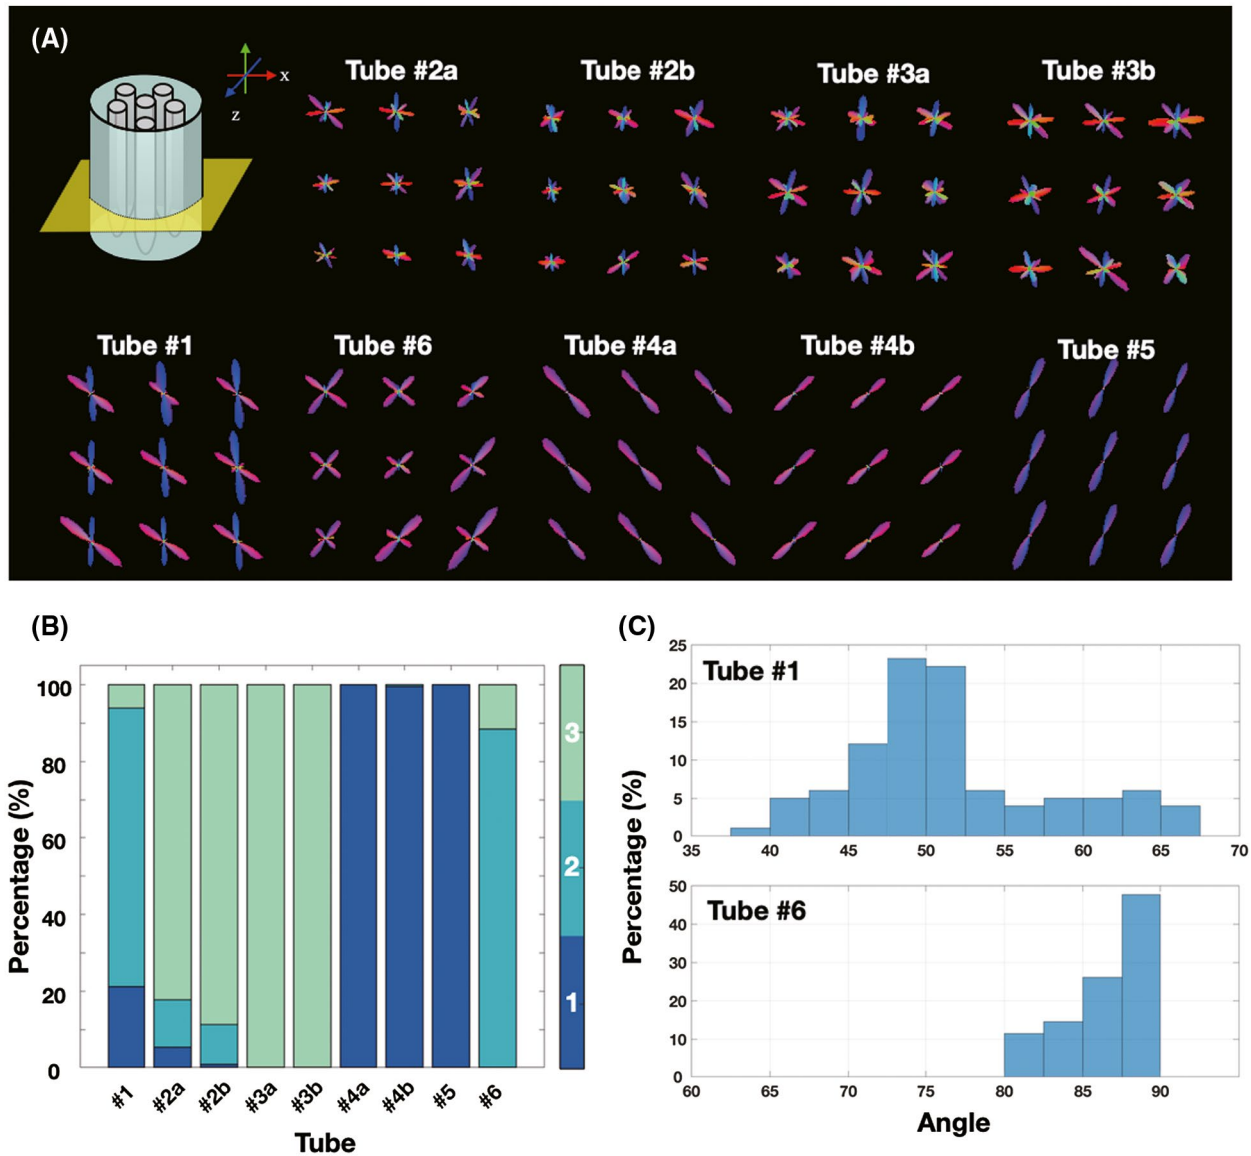 (A)
x
z
Tube #2a
Tube #2b
Tube #3a
Tube #3b
Tube #1
Tube #6
Tube #4a
Tube #4b
Tube #5
(B)
100
80
60
40
20
0
Percentage (%)
#1
#2a
#2b
#3a
#3b
#4a
#4b
#5
#6
Tube
3
2
1
(C)
Percentage (%)
25
20
15
10
5
0
Tube #1
35
40
45
50
55
60
65
70
50
40
30
20
10
0
Tube #6
60
65
70
75
80
85
90
Angle